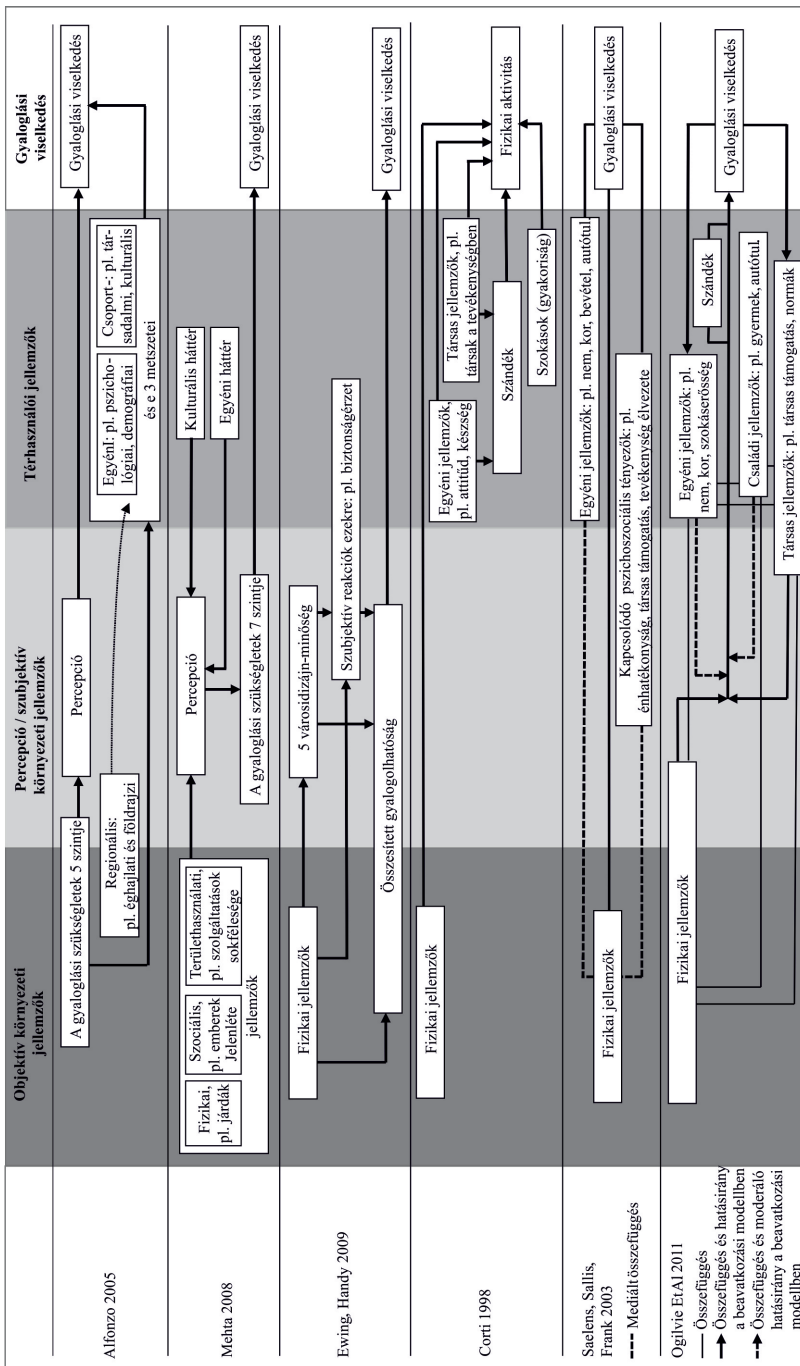 Objektív környezeti
jellemzők
Percepció / szubjektív
környezeti jellemzők
Térhasználói jellemzők
Gyaloglási
viselkedés
Alfonzo 2005
A gyaloglási szükségletek 5 szintje
Regionális:
pl. éghajlati és földrajzi
Percepció
Egyéni: pl. pszicho-
lógiai, demográfiai
Csoport-: pl. tár-
sadalmi, kulturális
és e 3 metszetei
Gyaloglási viselkedés
Mehta 2008
Fizikai,
pl. járdák
Szociális,
pl. emberek
Jelenléte
Területhasználati,
pl. szolgáltatások
sokfélesége
jellemzők
Percepció
A gyaloglási szükségletek 7 szintje
Kulturális háttér
Egyéni háttér
Gyaloglási viselkedés
Ewing, Handy 2009
Fizikai jellemzők
5 városidizájn-minőség
Szubjektív reakciók ezekre: pl. biztonságérzet
Összesített gyalogolhatóság
Gyaloglási viselkedés
Corti 1998
Fizikai jellemzők
Egyéni jellemzők,
pl. attitűd, készség
Társas jellemzők, pl.
társak a tevékenységben
Szándék
Szokások (gyakoriság)
Fizikai aktivitás
Saelens, Sallis,
Frank 2003
Mediált összefüggés
Fizikai jellemzők
Egyéni jellemzők: pl. nem, kor, bevétel, autótul.
Kapcsolódó pszichoszociális tényezők: pl.
énhatékonyság, társas támogatás, tevékenység élvezete
Gyaloglási viselkedés
Ogilvie Et Al 2011
Összefüggés
Összefüggés és hatásirány
a beavatkozási modellben
Összefüggés és moderáló
hatásirány a beavatkozási
modellben
Fizikai jellemzők
Egyéni jellemzők: pl.
nem, kor, szokáserősség
Szándék
Családi jellemzők: pl. gyermek, autótul.
Társas jellemzők: pl. társas támogatás, normák
Gyaloglási viselkedés